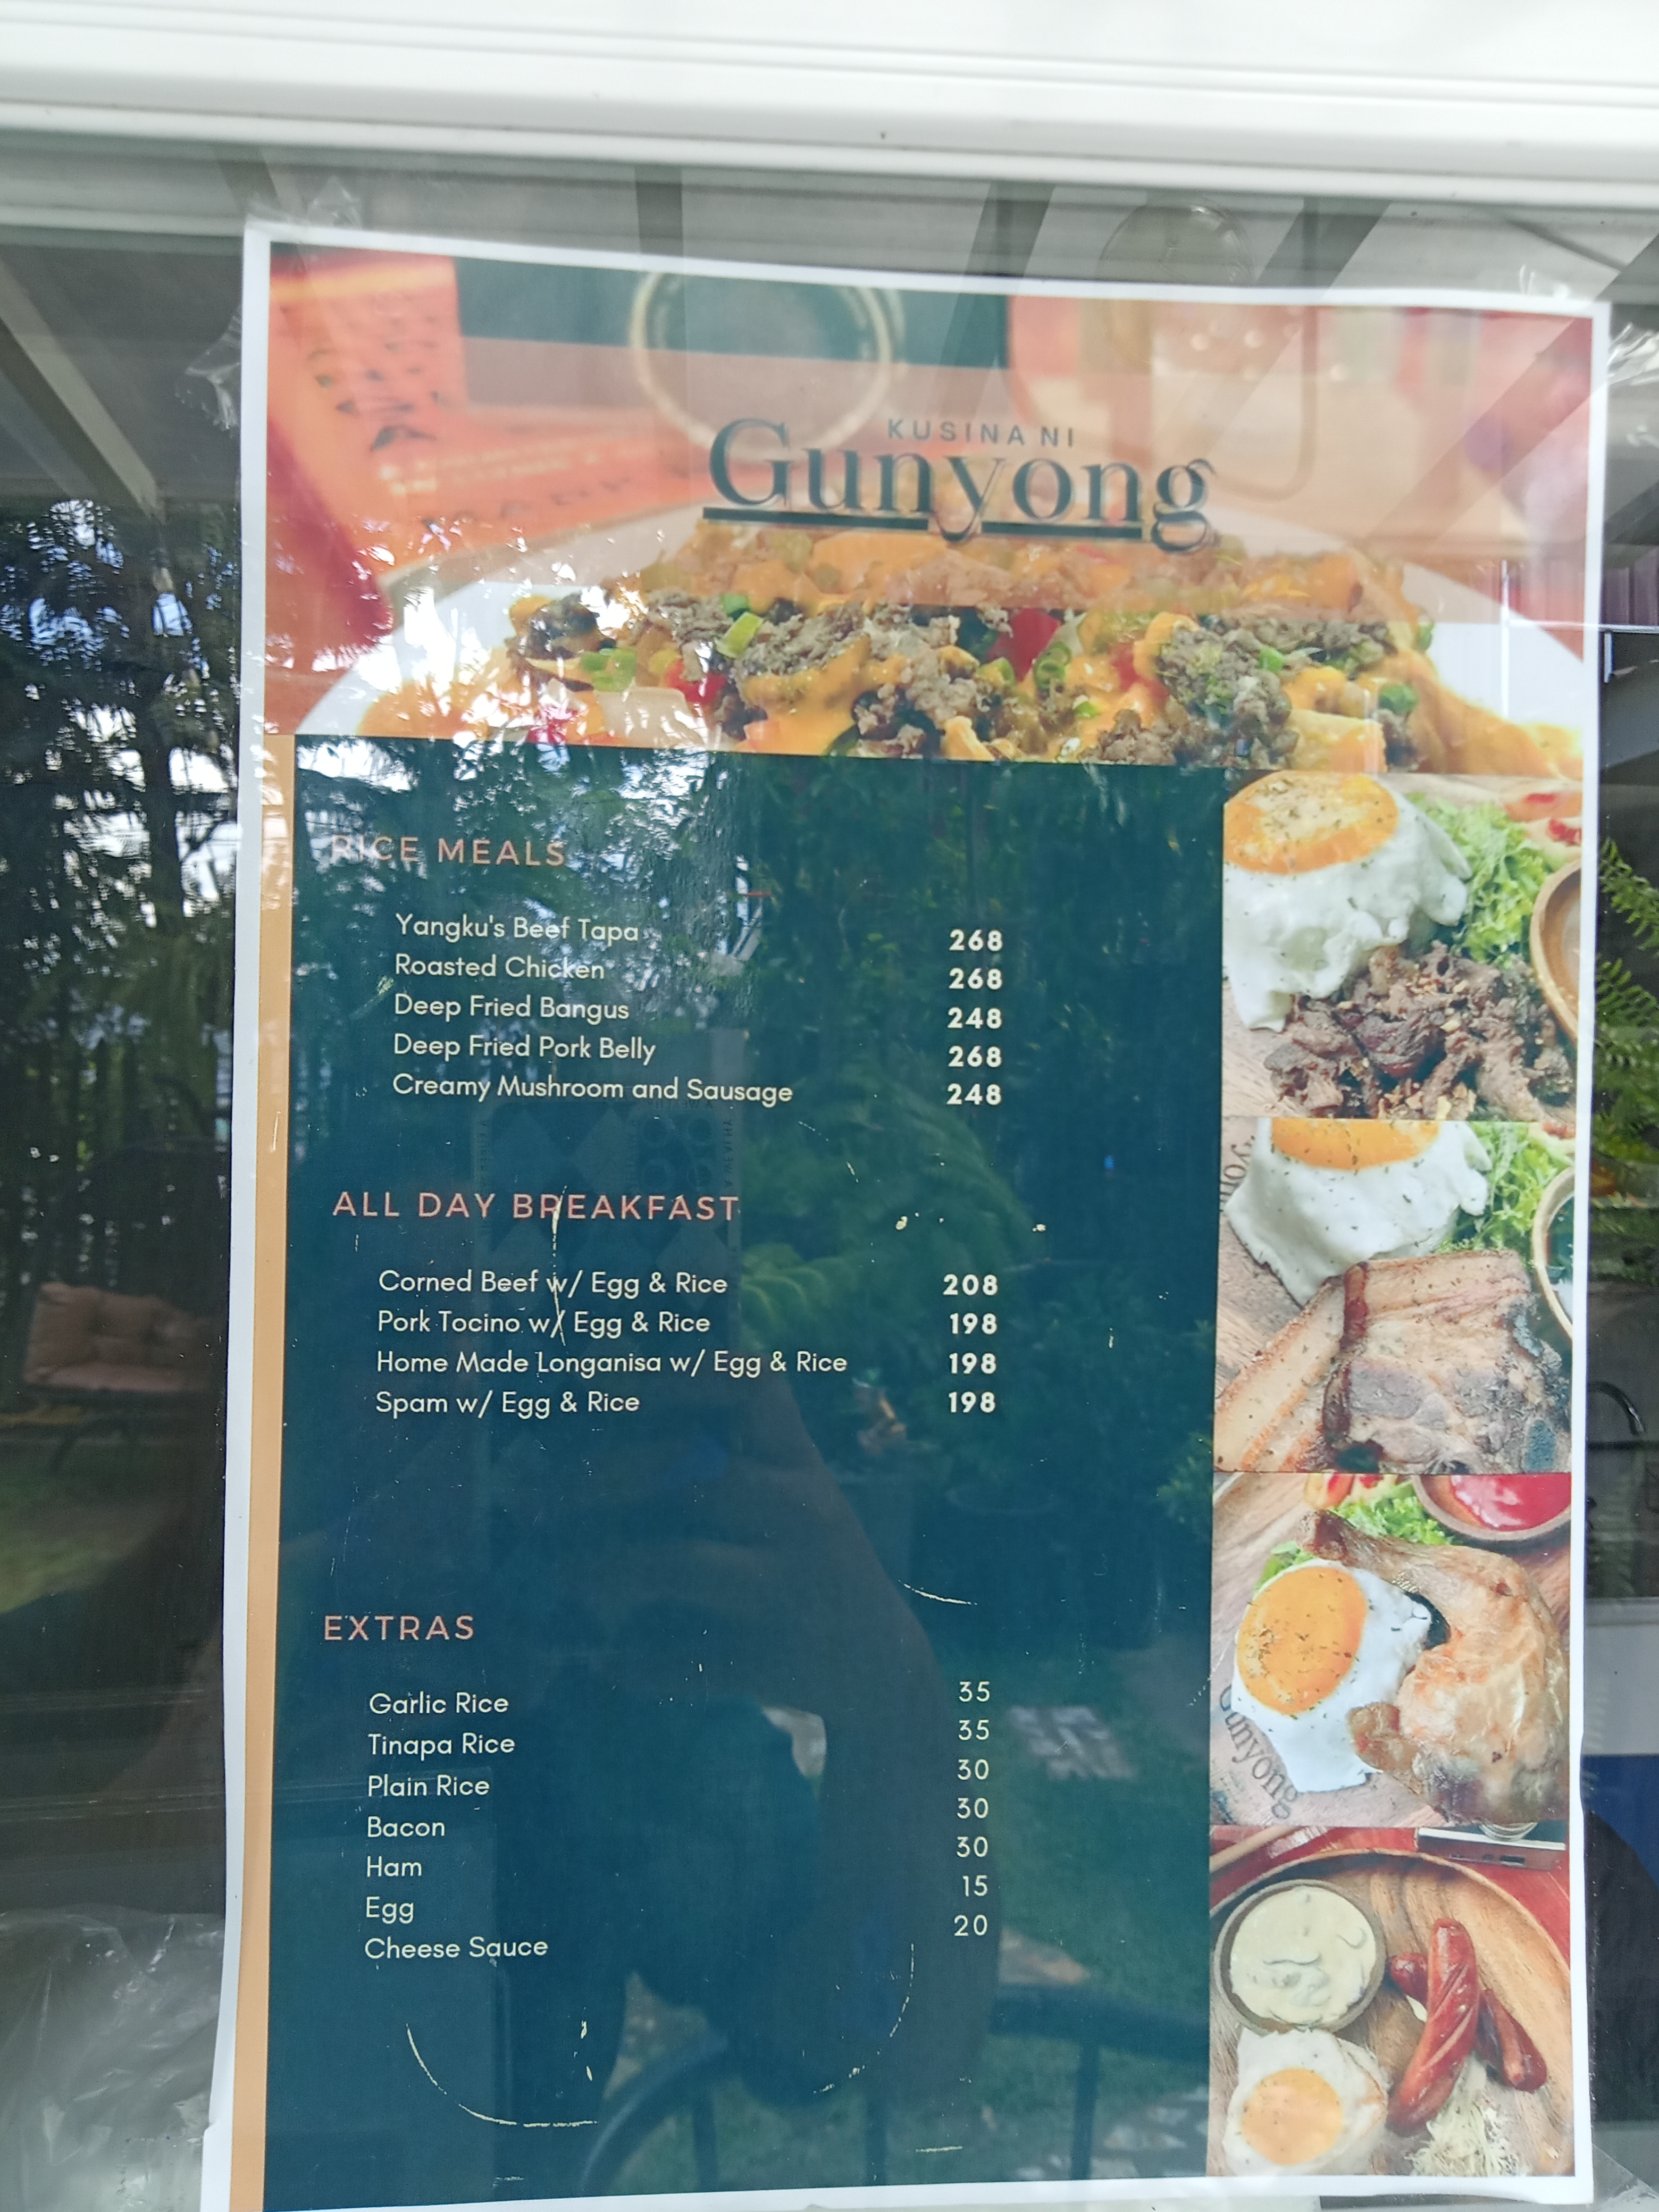 KUSINA NI
Gunyong
RICE MEALS
Yangku's Beef Tapa 268
Roasted Chicken 268
Deep Fried Bangus 248
Deep Fried Pork Belly 268
Creamy Mushroom and Sausage 248
ALL DAY BREAKFAST
Corned Beef w/ Egg & Rice 208
Pork Tocino w/ Egg & Rice 198
Home Made Longanisa w/ Egg & Rice 198
Spam w/ Egg & Rice 198
EXTRAS
Garlic Rice 35
Tinapa Rice 35
Plain Rice 30
Bacon 30
Ham 30
Egg 15
Cheese Sauce 20
Gunyong